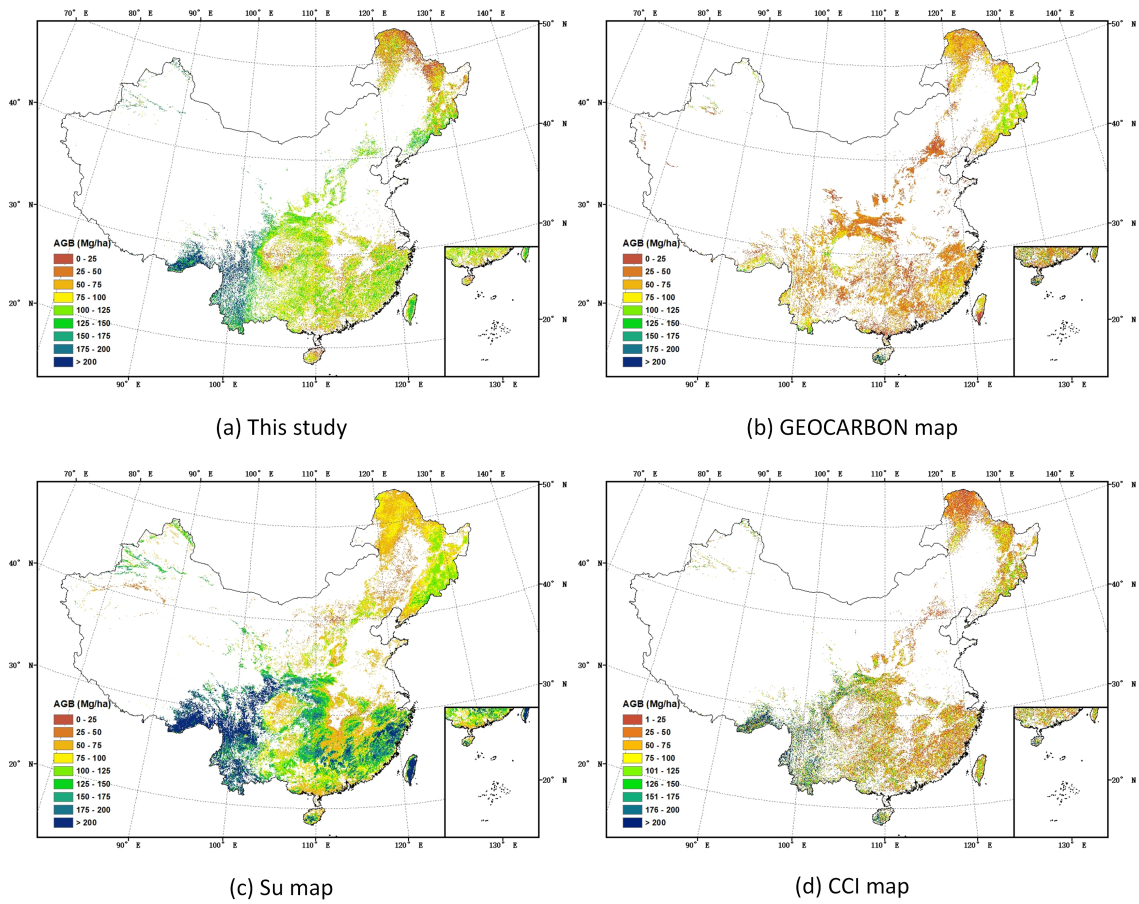 70° E 80° E 90° E 100° E 110° E 120° E 130° E 140° E
50° N
40° N
40° N
30° N
30° N
20° N
20° N
90° E 100° E 110° E 120° E 130° E
AGB (Mg/ha)
0 - 25
25 - 50
50 - 75
75 - 100
100 - 125
125 - 150
150 - 175
175 - 200
> 200
(a) This study
70° E 80° E 90° E 100° E 110° E 120° E 130° E 140° E
50° N
40° N
40° N
30° N
30° N
20° N
20° N
90° E 100° E 110° E 120° E 130° E
AGB (Mg/ha)
0 - 25
25 - 50
50 - 75
75 - 100
100 - 125
125 - 150
150 - 175
175 - 200
> 200
(b) GEOCARBON map
70° E 80° E 90° E 100° E 110° E 120° E 130° E 140° E
50° N
40° N
40° N
30° N
30° N
20° N
20° N
90° E 100° E 110° E 120° E 130° E
AGB (Mg/ha)
0 - 25
25 - 50
50 - 75
75 - 100
100 - 125
125 - 150
150 - 175
175 - 200
> 200
(c) Su map
70° E 80° E 90° E 100° E 110° E 120° E 130° E 140° E
50° N
40° N
40° N
30° N
30° N
20° N
20° N
90° E 100° E 110° E 120° E 130° E
AGB (Mg/ha)
1 - 25
25 - 50
50 - 75
75 - 100
101 - 125
126 - 150
151 - 175
176 - 200
> 200
(d) CCI map